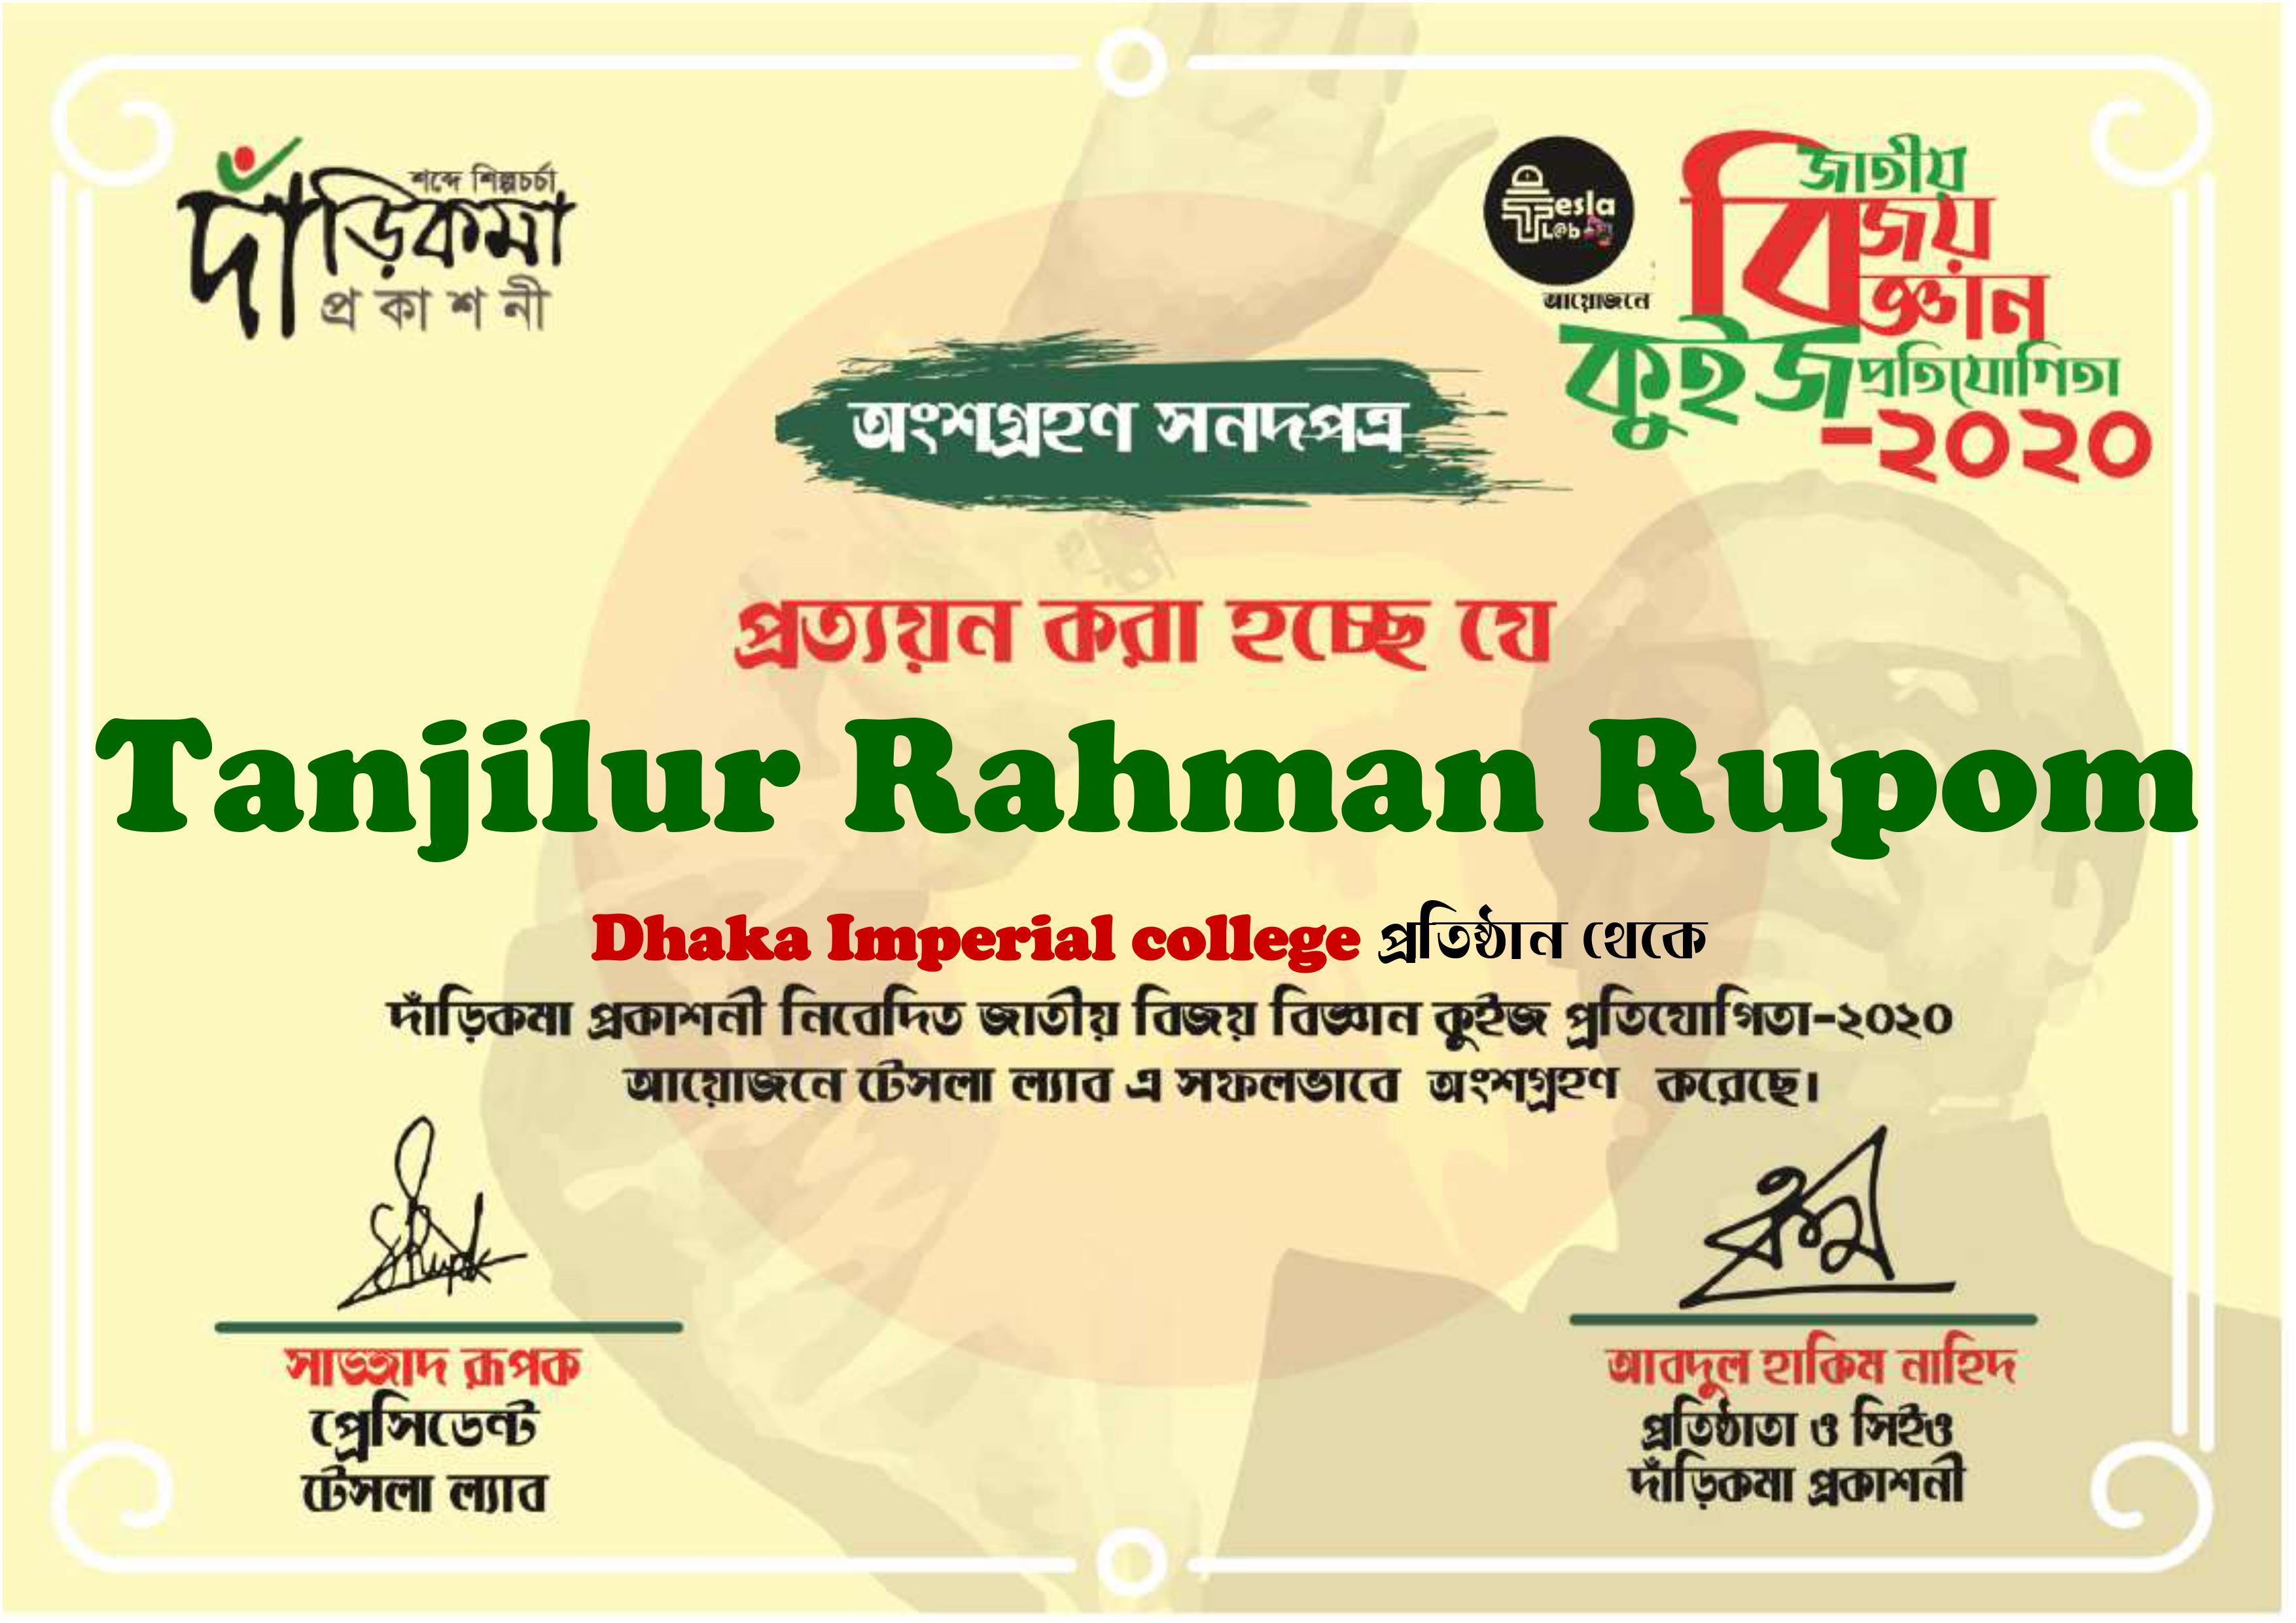 শব্দে শিল্পচর্চা
দাঁড়িকমা
প্রকাশনী
Tesla
L@b
আয়োজনে
জাতীয়
বিজয়
বিজ্ঞান
কুইজ প্রতিযোগিতা
-২০২০
অংশগ্রহণ সনদপত্র
প্রত্যয়ন করা হচ্ছে যে
Tanjilur Rahman Rupom
Dhaka Imperial college প্রতিষ্ঠান থেকে
দাঁড়িকমা প্রকাশনী নিবেদিত জাতীয় বিজয় বিজ্ঞান কুইজ প্রতিযোগিতা-২০২০
আয়োজনে টেসলা ল্যাব এ সফলভাবে অংশগ্রহণ করেছে।
সাজ্জাদ রূপক
প্রেসিডেন্ট
টেসলা ল্যাব
আবদুল হাকিম নাহিদ
প্রতিষ্ঠাতা ও সিইও
দাঁড়িকমা প্রকাশনী